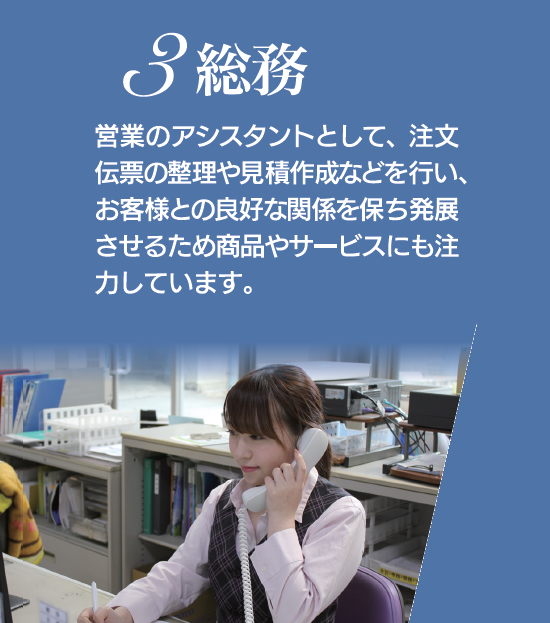 3 総務
営業のアシスタントとして、注文
伝票の整理や見積作成などを行い、
お客様との良好な関係を保ち発展
させるため商品やサービスにも注
力しています。